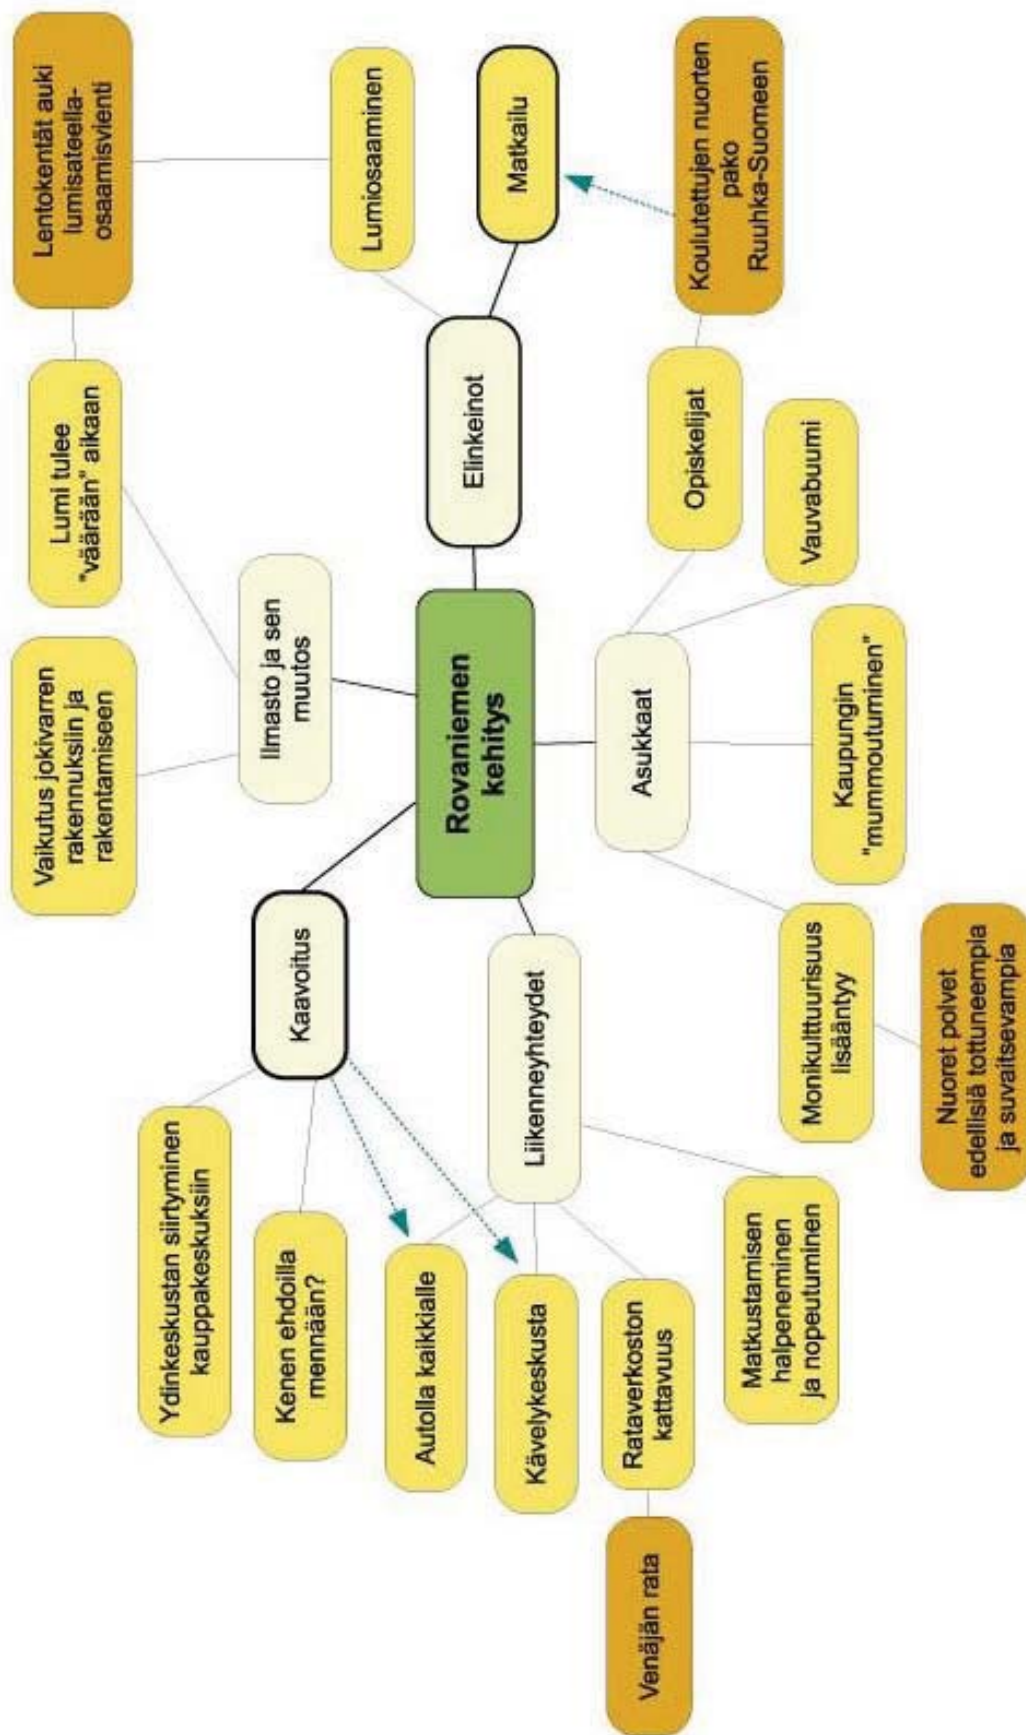 Vaikutus jokivarren
rakennuksiin ja
rakentamiseen
Lumi tulee
"väärään" aikaan
Lentokentät auki
lumisateella-
osaamisvienti
Ydinkeskustan siirtyminen
kauppakeskuksiin
Kaavoitus
Ilmasto ja sen
muutos
Lumiosaaminen
Kenen ehdoilla
mennään?
Autolla kaikkialle
Rovaniemen
kehitys
Elinkeinot
Matkailu
Kävelykeskusta
Liikenneyhteydet
Venäjän rata
Rataverkoston
kattavuus
Asukkaat
Opiskelijat
Koulutettujen nuorten
pako
Ruuhka-Suomeen
Matkustamisen
halpeneminen
ja nopeutuminen
Monikulttuurisuus
lisääntyy
Kaupungin
"mummoutuminen"
Vauvabuumi
Nuoret polvet
edellisiä tottuneempia
ja suvaitsevampia